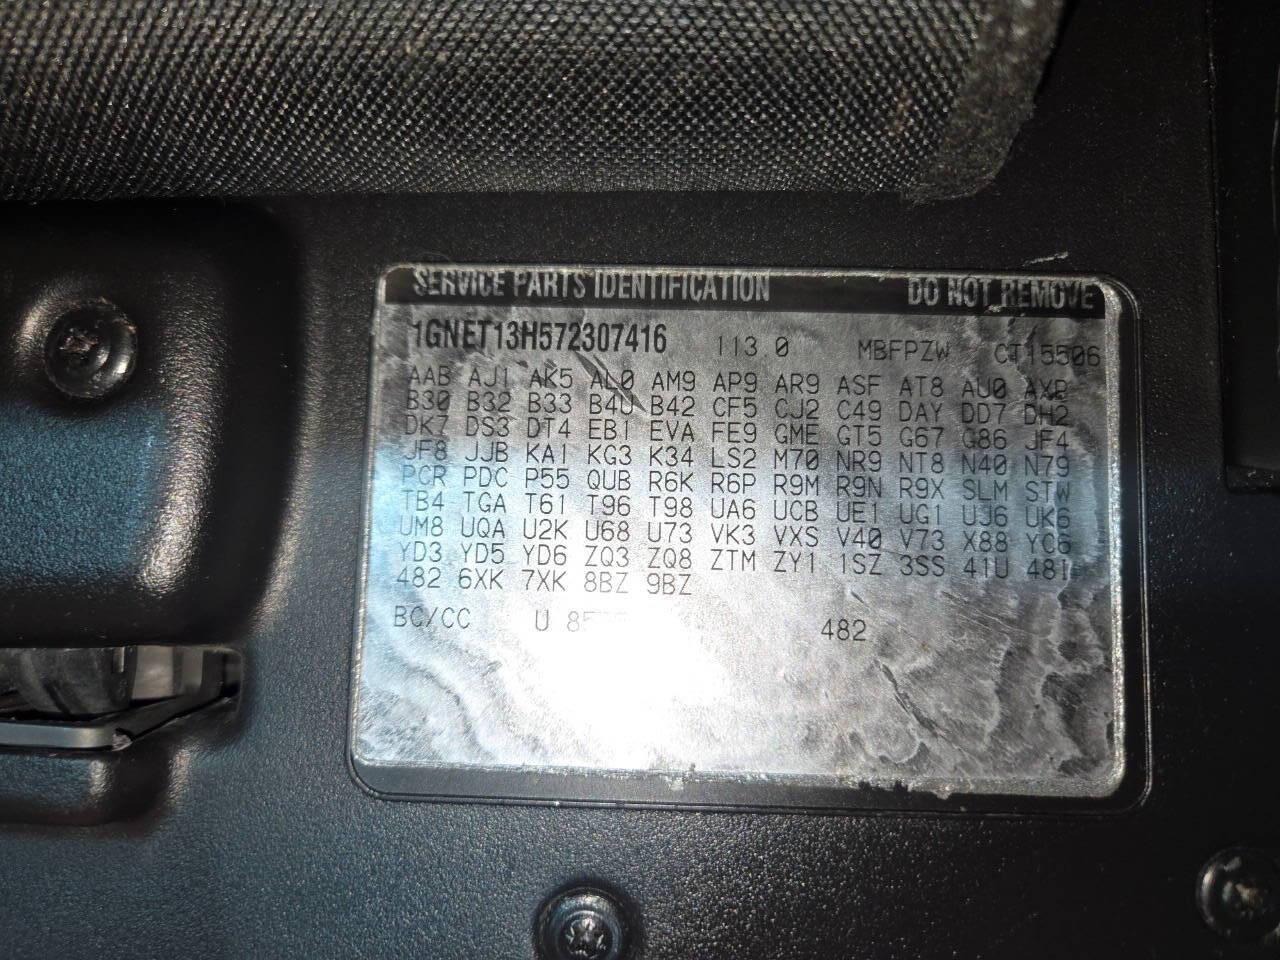 SERVICE PARTS IDENTIFICATION DO NOT REMOVE
1GNET13H572307416 113.0 MBFPZW CT15506
AAB AJ1 AK5 AL0 AM9 AP9 AR9 ASF AT8 AU0 AXP
B30 B32 B33 B4U B42 CF5 CJ2 C49 DAY DD7 DH2
DK7 DS3 DT4 EB1 EVA FE9 GME GT5 G67 G86 JF4
JF8 JJB KA1 KG3 K34 LS2 M70 NR9 NT8 N40 N79
PCR PDC P55 QUB R6K R6P R9M R9N R9X SLM STW
TB4 TGA T61 T96 T98 UA6 UCB UE1 UG1 UJ6 UK6
UM8 UQA U2K U68 U73 VK3 VXS V40 V73 X88 YC6
YD3 YD5 YD6 ZQ3 ZQ8 ZTM ZY1 1SZ 3SS 41U 48I
482 6XK 7XK 8BZ 9BZ
BC/CC U 482